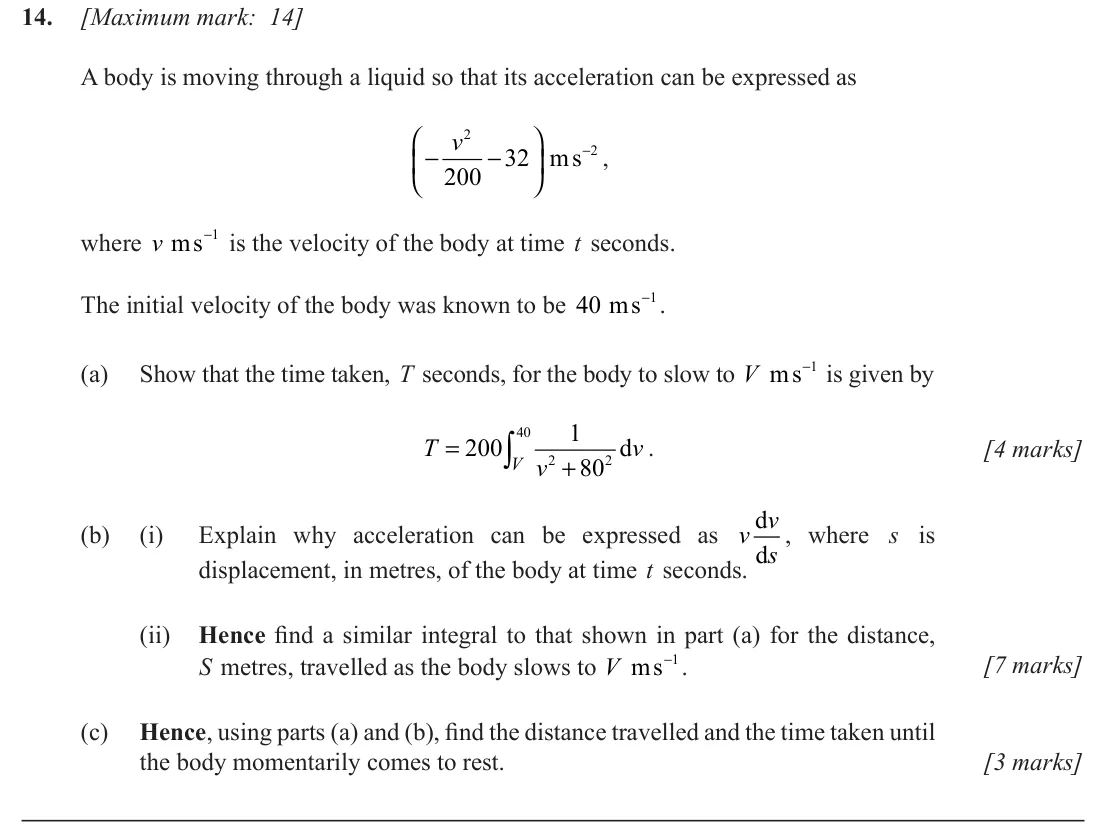 14. [Maximum mark: 14]
A body is moving through a liquid so that its acceleration can be expressed as
(−v²/200 − 32) m s⁻²,
where v ms⁻¹ is the velocity of the body at time t seconds.
The initial velocity of the body was known to be 40 ms⁻¹.
(a) Show that the time taken, T seconds, for the body to slow to V ms⁻¹ is given by
T = 200∫_V^40 1/(v² + 80²) dv. [4 marks]
(b) (i) Explain why acceleration can be expressed as v dv/ds, where s is
displacement, in metres, of the body at time t seconds.
(ii) Hence find a similar integral to that shown in part (a) for the distance,
S metres, travelled as the body slows to V ms⁻¹. [7 marks]
(c) Hence, using parts (a) and (b), find the distance travelled and the time taken until
the body momentarily comes to rest. [3 marks]